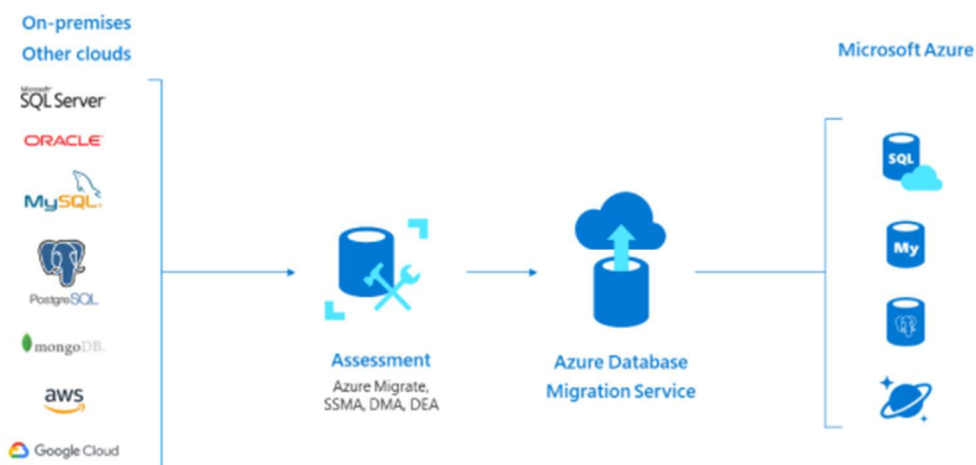 On-premises
Other clouds
Microsoft
SQL Server
ORACLE
MySQL
PostgreSQL
mongoDB
aws
Google Cloud
Assessment
Azure Migrate,
SSMA, DMA, DEA
Azure Database
Migration Service
Microsoft Azure
SQL
My